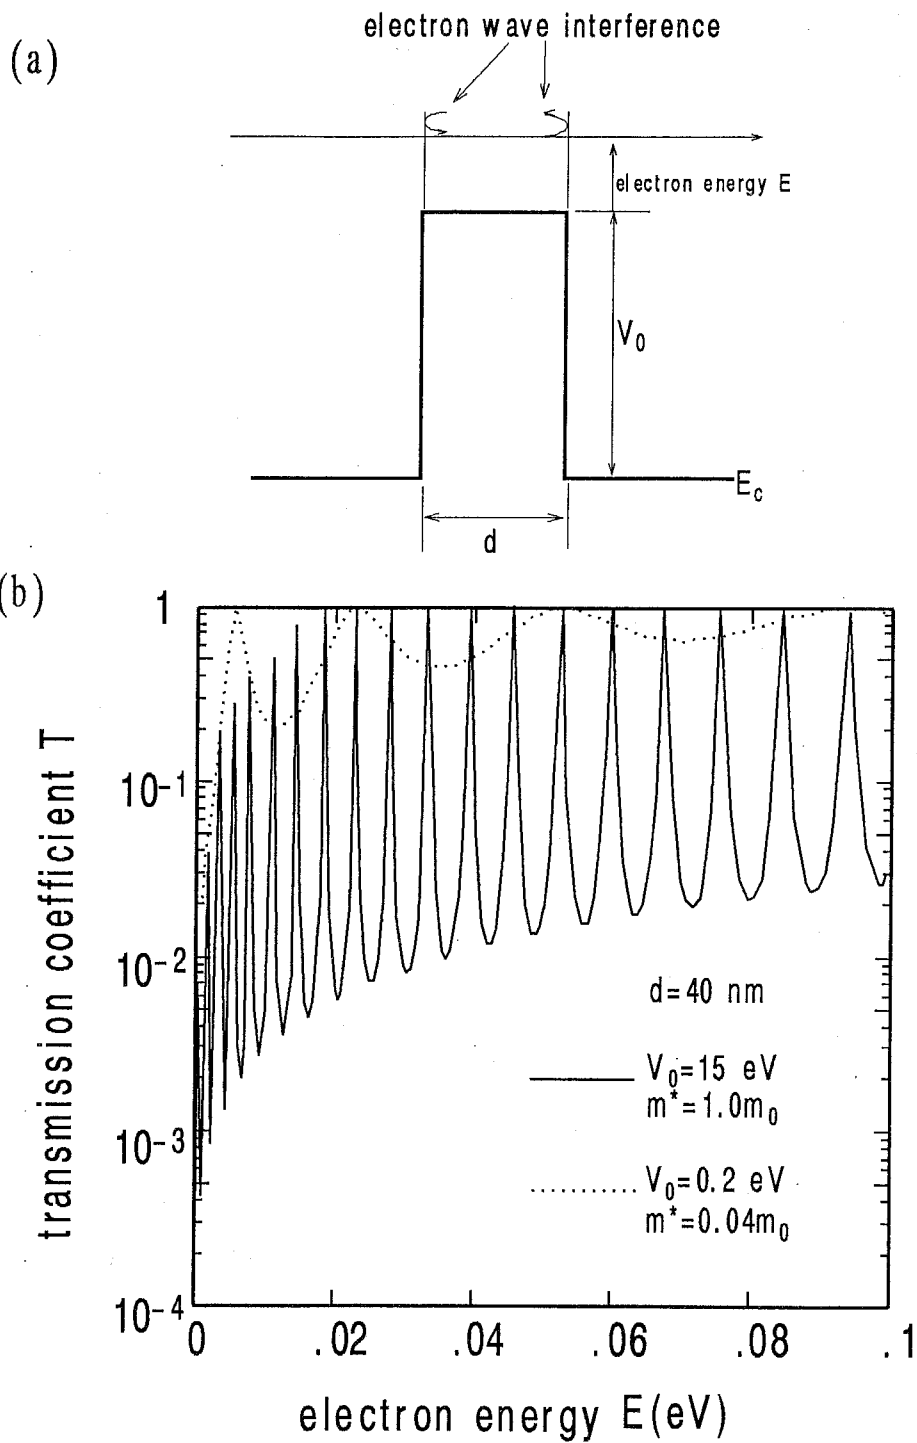 (a)
electron wave interference
electron energy E
V₀
E_c
d
(b)
transmission coefficient T
1
10⁻¹
10⁻²
10⁻³
10⁻⁴
d=40 nm
V₀=15 eV
m*=1.0m₀
V₀=0.2 eV
m*=0.04m₀
0 .02 .04 .06 .08 .1
electron energy E(eV)